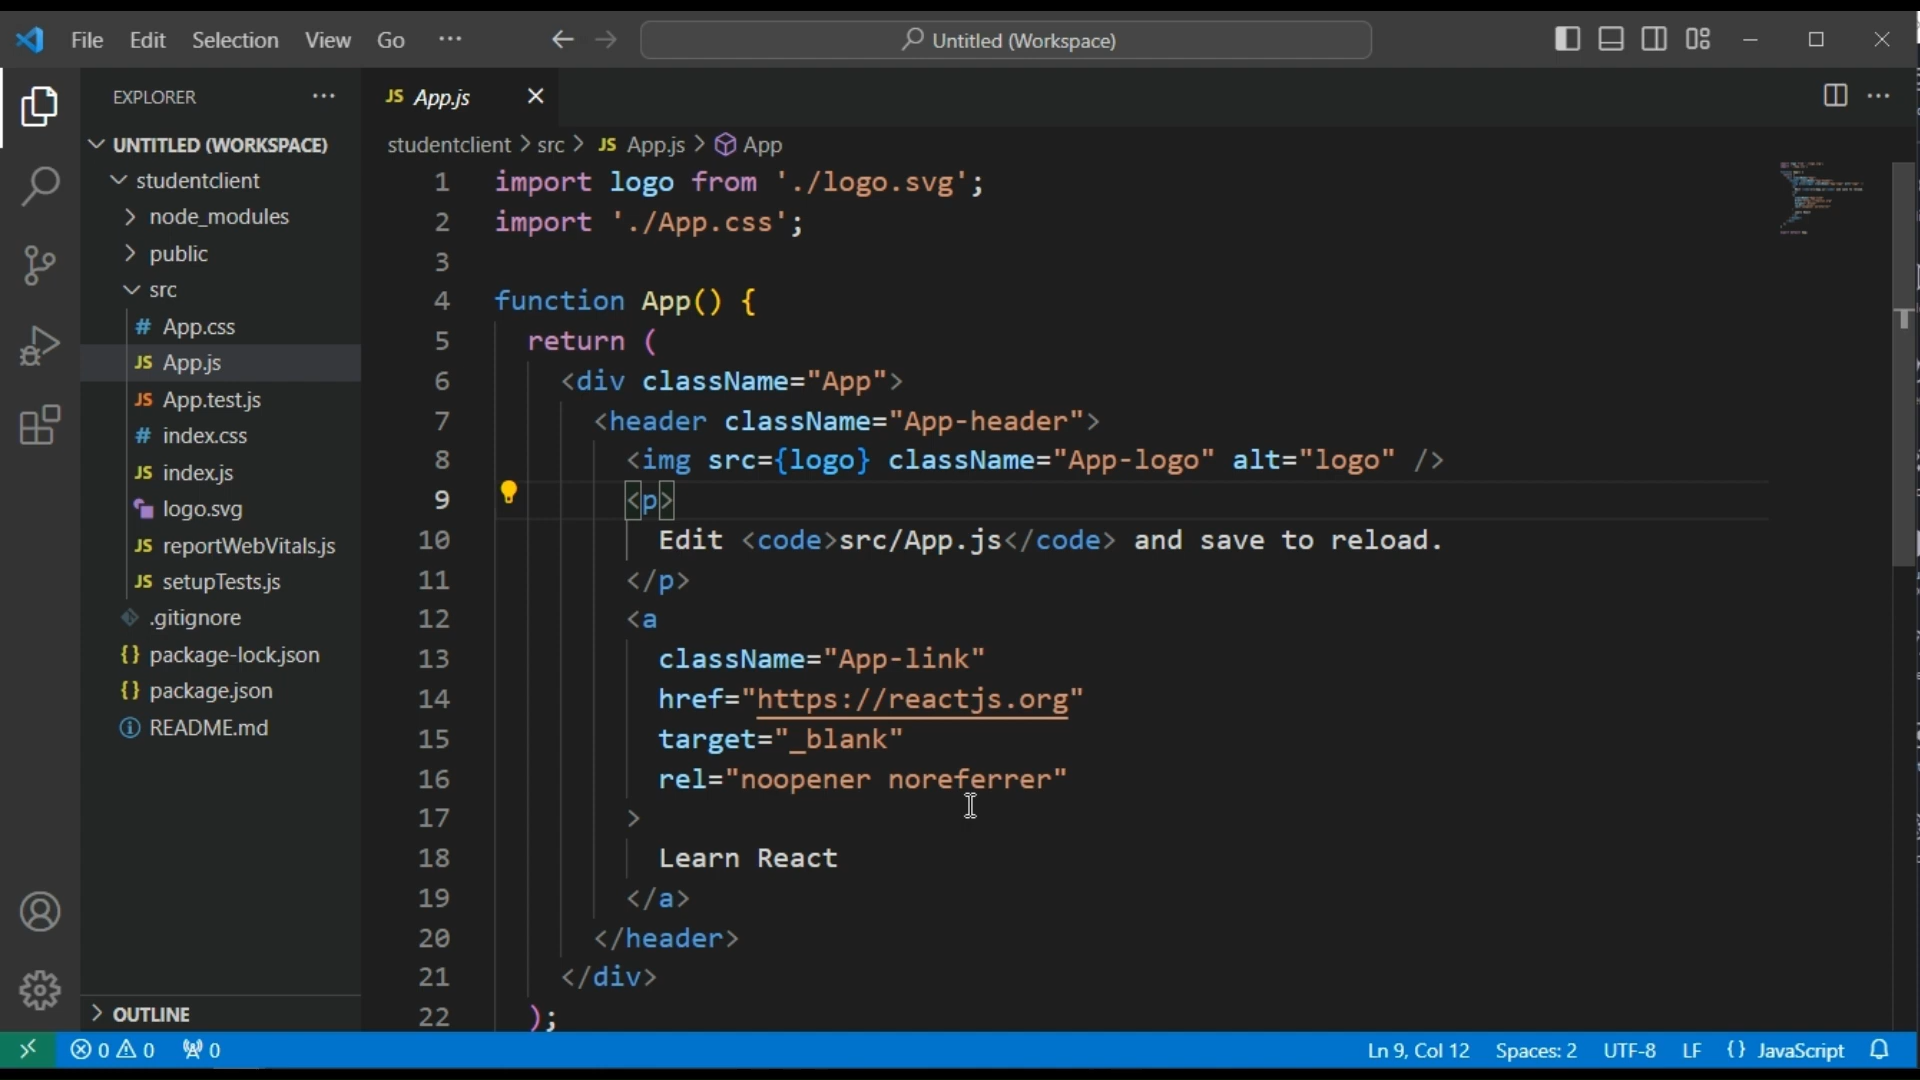 File Edit Selection View Go ··· Untitled (Workspace)
EXPLORER ···
UNTITLED (WORKSPACE)
studentclient
node_modules
public
src
# App.css
JS App.js
JS App.test.js
# index.css
JS index.js
logo.svg
JS reportWebVitals.js
JS setupTests.js
.gitignore
{} package-lock.json
{} package.json
README.md
OUTLINE
JS App.js
studentclient > src > JS App.js > App
1 import logo from './logo.svg';
2 import './App.css';
3
4 function App() {
5 return (
6 <div className="App">
7 <header className="App-header">
8 <img src={logo} className="App-logo" alt="logo" />
9 <p>
10 Edit <code>src/App.js</code> and save to reload.
11 </p>
12 <a
13 className="App-link"
14 href="https://reactjs.org"
15 target="_blank"
16 rel="noopener noreferrer"
17 >
18 Learn React
19 </a>
20 </header>
21 </div>
22 );
0 0 0 Ln 9, Col 12 Spaces: 2 UTF-8 LF {} JavaScript